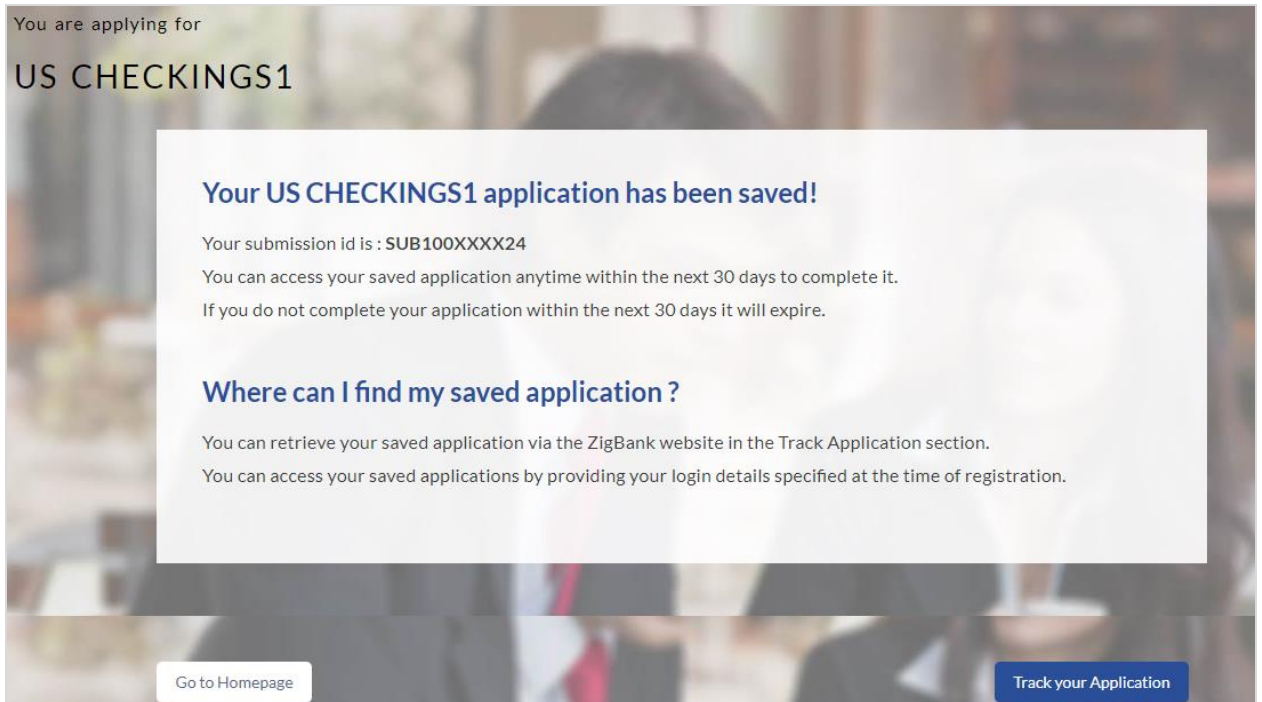 You are applying for
US CHECKINGS1
Your US CHECKINGS1 application has been saved!
Your submission id is : SUB100XXXX24
You can access your saved application anytime within the next 30 days to complete it.
If you do not complete your application within the next 30 days it will expire.
Where can I find my saved application ?
You can retrieve your saved application via the ZigBank website in the Track Application section.
You can access your saved applications by providing your login details specified at the time of registration.
Go to Homepage
Track your Application